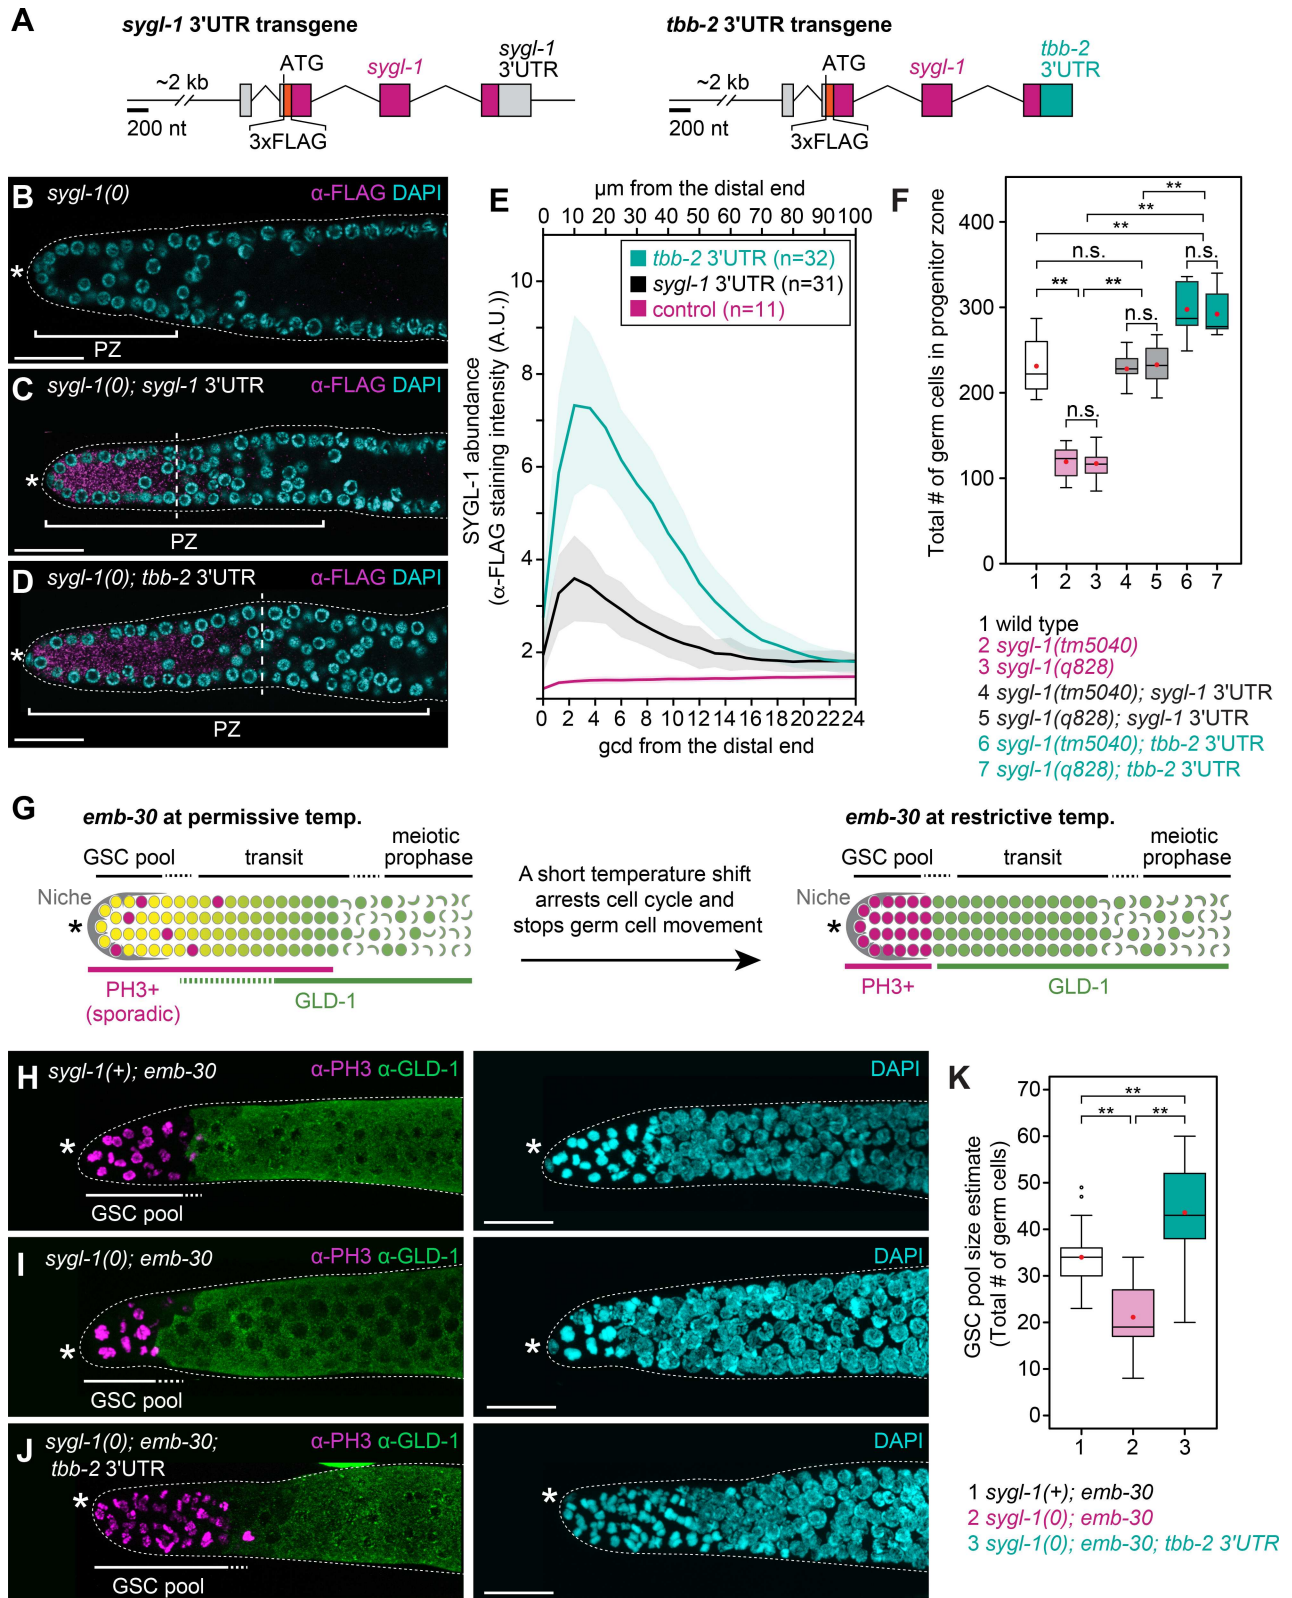 A
sygl-1 3'UTR transgene
~2 kb
200 nt
ATG
3xFLAG
sygl-1
sygl-1
3'UTR
tbb-2 3'UTR transgene
~2 kb
200 nt
ATG
3xFLAG
sygl-1
tbb-2
3'UTR
B
sygl-1(0)
α-FLAG DAPI
*
PZ
C
sygl-1(0); sygl-1 3'UTR
α-FLAG DAPI
*
PZ
D
sygl-1(0); tbb-2 3'UTR
α-FLAG DAPI
*
PZ
E
µm from the distal end
0 10 20 30 40 50 60 70 80 90 100
tbb-2 3'UTR (n=32)
sygl-1 3'UTR (n=31)
control (n=11)
SYGL-1 abundance
(α-FLAG staining intensity (A.U.))
10
8
6
4
2
0 2 4 6 8 10 12 14 16 18 20 22 24
gcd from the distal end
F
Total # of germ cells in progenitor zone
400
300
200
100
0
**
**
**
n.s.
n.s.
** **
n.s.
n.s.
1 2 3 4 5 6 7
1 wild type
2 sygl-1(tm5040)
3 sygl-1(q828)
4 sygl-1(tm5040); sygl-1 3'UTR
5 sygl-1(q828); sygl-1 3'UTR
6 sygl-1(tm5040); tbb-2 3'UTR
7 sygl-1(q828); tbb-2 3'UTR
G
emb-30 at permissive temp.
GSC pool
transit
meiotic
prophase
Niche
*
PH3+
(sporadic)
GLD-1
A short temperature shift
arrests cell cycle and
stops germ cell movement
emb-30 at restrictive temp.
GSC pool
transit
meiotic
prophase
Niche
*
PH3+
GLD-1
H
sygl-1(+); emb-30
α-PH3 α-GLD-1
*
GSC pool
DAPI
*
I
sygl-1(0); emb-30
α-PH3 α-GLD-1
*
GSC pool
DAPI
*
J
sygl-1(0); emb-30;
tbb-2 3'UTR
α-PH3 α-GLD-1
*
GSC pool
DAPI
*
K
GSC pool size estimate
(Total # of germ cells)
70
60
50
40
30
20
10
0
**
** **
1 2 3
1 sygl-1(+); emb-30
2 sygl-1(0); emb-30
3 sygl-1(0); emb-30; tbb-2 3'UTR